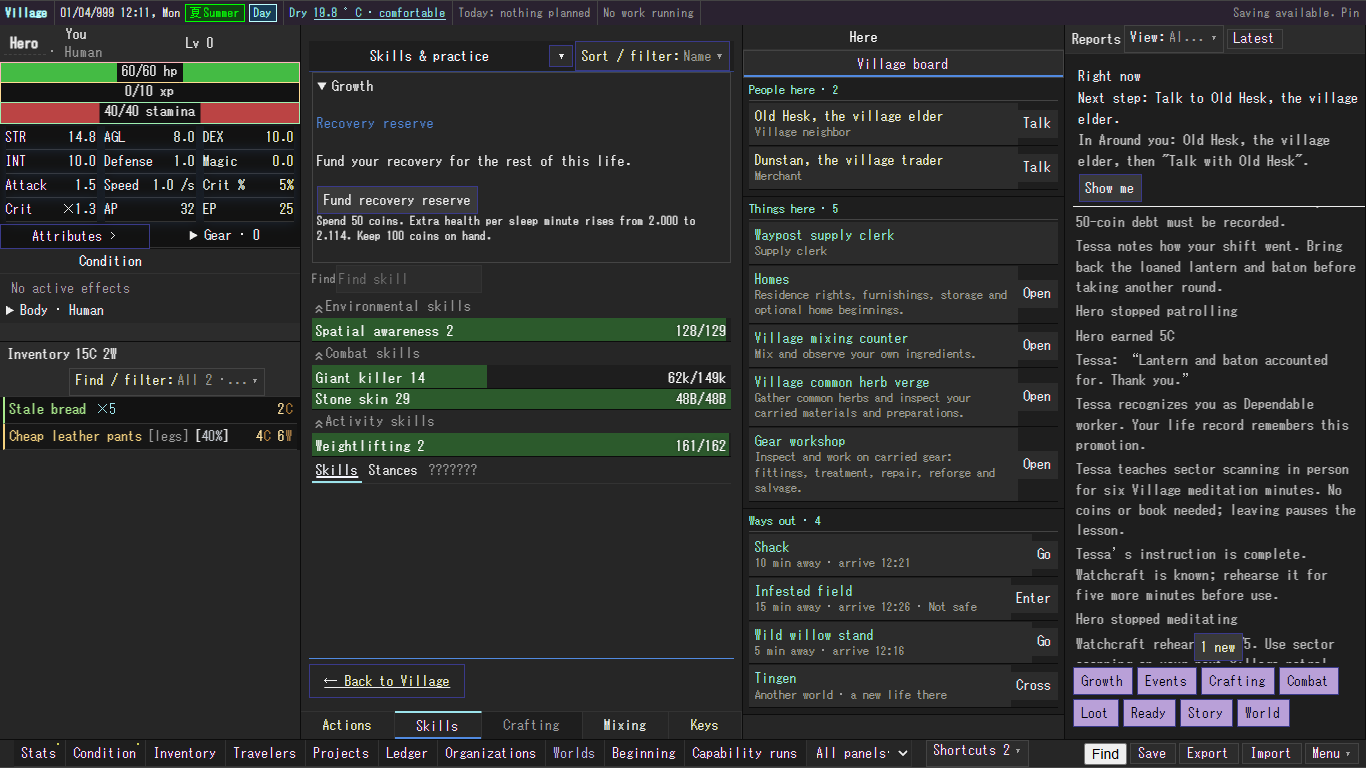 Village 01/04/999 12:11, Mon 夏Summer Day Dry 19.8 ° C · comfortable Today: nothing planned No work running Saving available. Pin
Hero You Lv 0
Human
60/60 hp
0/10 xp
40/40 stamina
STR 14.8 AGL 8.0 DEX 10.0
INT 10.0 Defense 1.0 Magic 0.0
Attack 1.5 Speed 1.0 /s Crit % 5%
Crit ×1.3 AP 32 EP 25
Attributes > ▶ Gear · 0
Condition
No active effects
▶ Body · Human
Inventory 15C 2W
Find / filter: All 2 ·... ▾
Stale bread ×5 2C
Cheap leather pants [legs] [40%] 4C 6W
Skills & practice ▾ Sort / filter: Name ▾
▼ Growth
Recovery reserve
Fund your recovery for the rest of this life.
Fund recovery reserve
Spend 50 coins. Extra health per sleep minute rises from 2.000 to
2.114. Keep 100 coins on hand.
Find Find skill
Environmental skills
Spatial awareness 2 128/129
Combat skills
Giant killer 14 62k/149k
Stone skin 29 48B/48B
Activity skills
Weightlifting 2 161/162
Skills Stances ???????
← Back to Village
Actions Skills Crafting Mixing Keys
Here
Village board
People here · 2
Old Hesk, the village elder
Village neighbor
Talk
Dunstan, the village trader
Merchant
Talk
Things here · 5
Waypost supply clerk
Supply clerk
Homes
Residence rights, furnishings, storage and
optional home beginnings.
Open
Village mixing counter
Mix and observe your own ingredients.
Open
Village common herb verge
Gather common herbs and inspect your
carried materials and preparations.
Open
Gear workshop
Inspect and work on carried gear:
fittings, treatment, repair, reforge and
salvage.
Open
Ways out · 4
Shack
10 min away · arrive 12:21
Go
Infested field
15 min away · arrive 12:26 · Not safe
Enter
Wild willow stand
5 min away · arrive 12:16
Go
Tingen
Another world · a new life there
Cross
Reports View: Al... ▾ Latest
Right now
Next step: Talk to Old Hesk, the village
elder.
In Around you: Old Hesk, the village
elder, then "Talk with Old Hesk".
Show me
50-coin debt must be recorded.
Tessa notes how your shift went. Bring
back the loaned lantern and baton before
taking another round.
Hero stopped patrolling
Hero earned 5C
Tessa: “Lantern and baton accounted
for. Thank you.”
Tessa recognizes you as Dependable
worker. Your life record remembers this
promotion.
Tessa teaches sector scanning in person
for six Village meditation minutes. No
coins or book needed; leaving pauses the
lesson.
Tessa's instruction is complete.
Watchcraft is known; rehearse it for
five more minutes before use.
Hero stopped meditating
Watchcraft rehear 5. Use sector
1 new
Growth Events Crafting Combat
Loot Ready Story World
Stats Condition Inventory Travelers Projects Ledger Organizations Worlds Beginning Capability runs All panels Shortcuts 2 ▾ Find Save Export Import Menu ▾